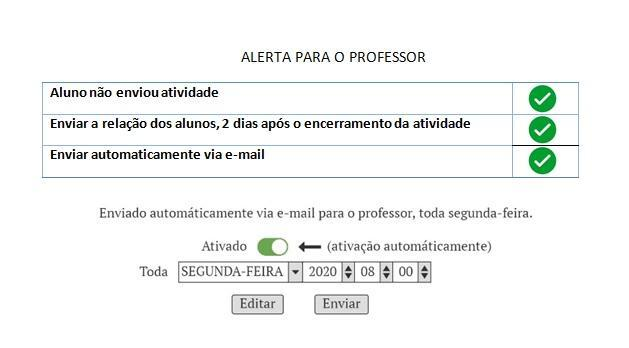 ALERTA PARA O PROFESSOR
Aluno não enviou atividade
Enviar a relação dos alunos, 2 dias após o encerramento da atividade
Enviar automaticamente via e-mail
Enviado automáticamente via e-mail para o professor, toda segunda-feira.
Ativado (ativação automáticamente)
Toda SEGUNDA-FEIRA 2020 08 00
Editar Enviar